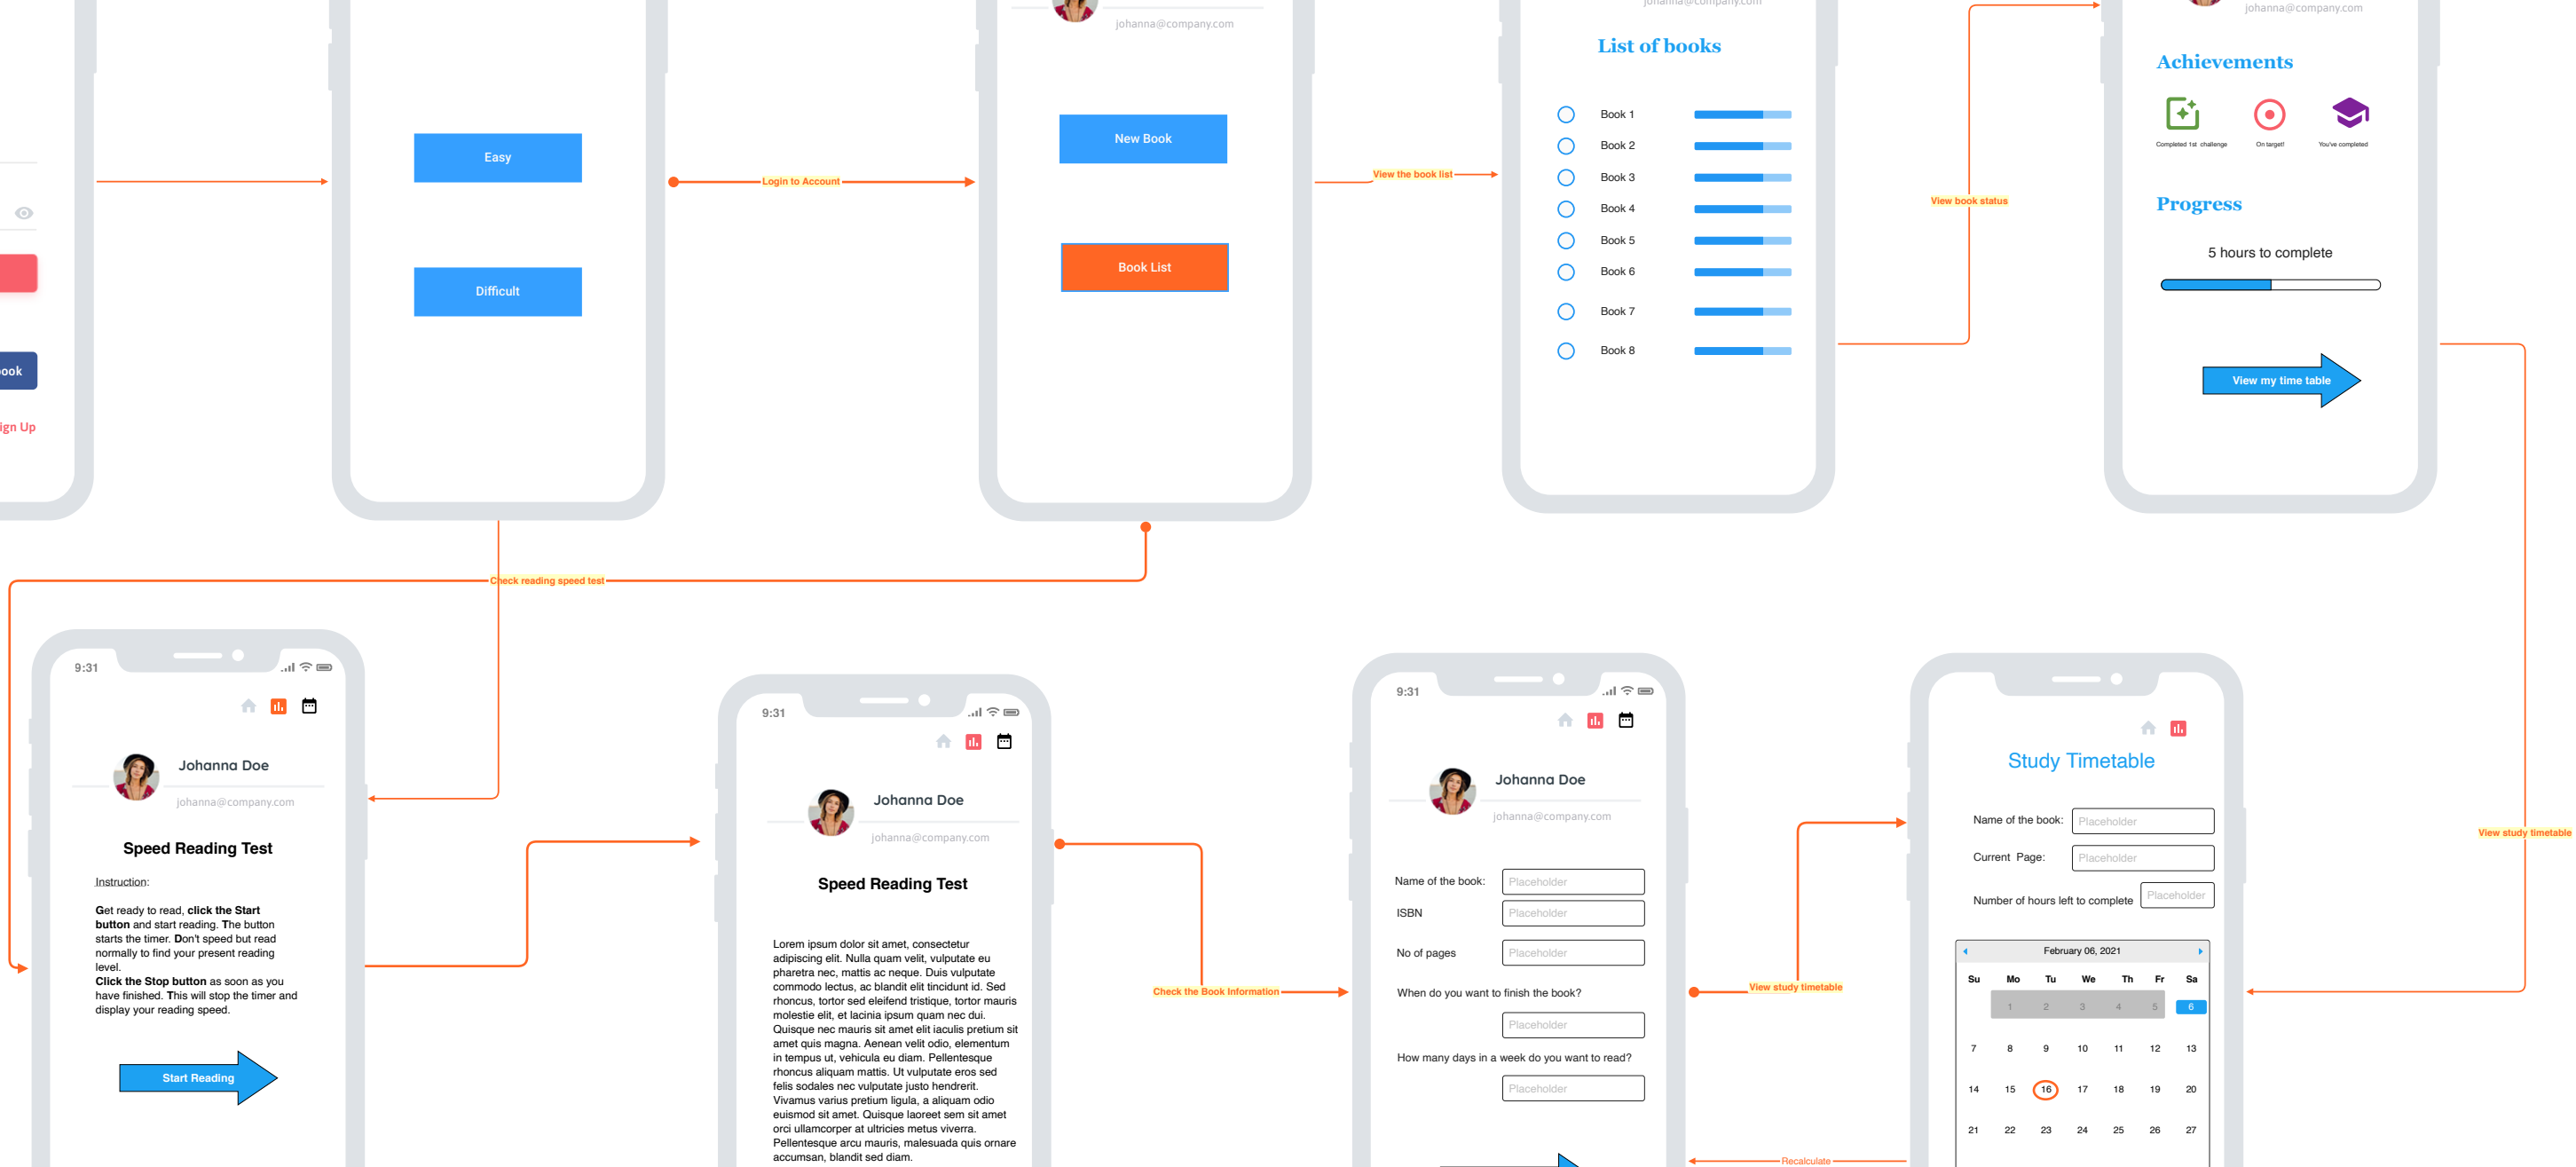 ook
ign Up
Easy
Difficult
Login to Account
johanna@company.com
New Book
Book List
View the book list
johanna@company.com
List of books
Book 1
Book 2
Book 3
Book 4
Book 5
Book 6
Book 7
Book 8
View book status
johanna@company.com
Achievements
Completed 1st challenge
On target!
You've completed
Progress
5 hours to complete
View my time table
Check reading speed test
View study timetable
9:31
Johanna Doe
johanna@company.com
Speed Reading Test
Instruction:
Get ready to read, click the Start
button and start reading. The button
starts the timer. Don't speed but read
normally to find your present reading
level.
Click the Stop button as soon as you
have finished. This will stop the timer and
display your reading speed.
Start Reading
9:31
Johanna Doe
johanna@company.com
Speed Reading Test
Lorem ipsum dolor sit amet, consectetur
adipiscing elit. Nulla quam velit, vulputate eu
pharetra nec, mattis ac neque. Duis vulputate
commodo lectus, ac blandit elit tincidunt id. Sed
rhoncus, tortor sed eleifend tristique, tortor mauris
molestie elit, et lacinia ipsum quam nec dui.
Quisque nec mauris sit amet elit iaculis pretium sit
amet quis magna. Aenean velit odio, elementum
in tempus ut, vehicula eu diam. Pellentesque
rhoncus aliquam mattis. Ut vulputate eros sed
felis sodales nec vulputate justo hendrerit.
Vivamus varius pretium ligula, a aliquam odio
euismod sit amet. Quisque laoreet sem sit amet
orci ullamcorper at ultricies metus viverra.
Pellentesque arcu mauris, malesuada quis ornare
accumsan, blandit sed diam.
Check the Book Information
9:31
Johanna Doe
johanna@company.com
Name of the book: Placeholder
ISBN Placeholder
No of pages Placeholder
When do you want to finish the book?
Placeholder
How many days in a week do you want to read?
Placeholder
View study timetable
Recalculate
Study Timetable
Name of the book: Placeholder
Current Page: Placeholder
Number of hours left to complete Placeholder
February 06, 2021
Su Mo Tu We Th Fr Sa
1 2 3 4 5 6
7 8 9 10 11 12 13
14 15 16 17 18 19 20
21 22 23 24 25 26 27